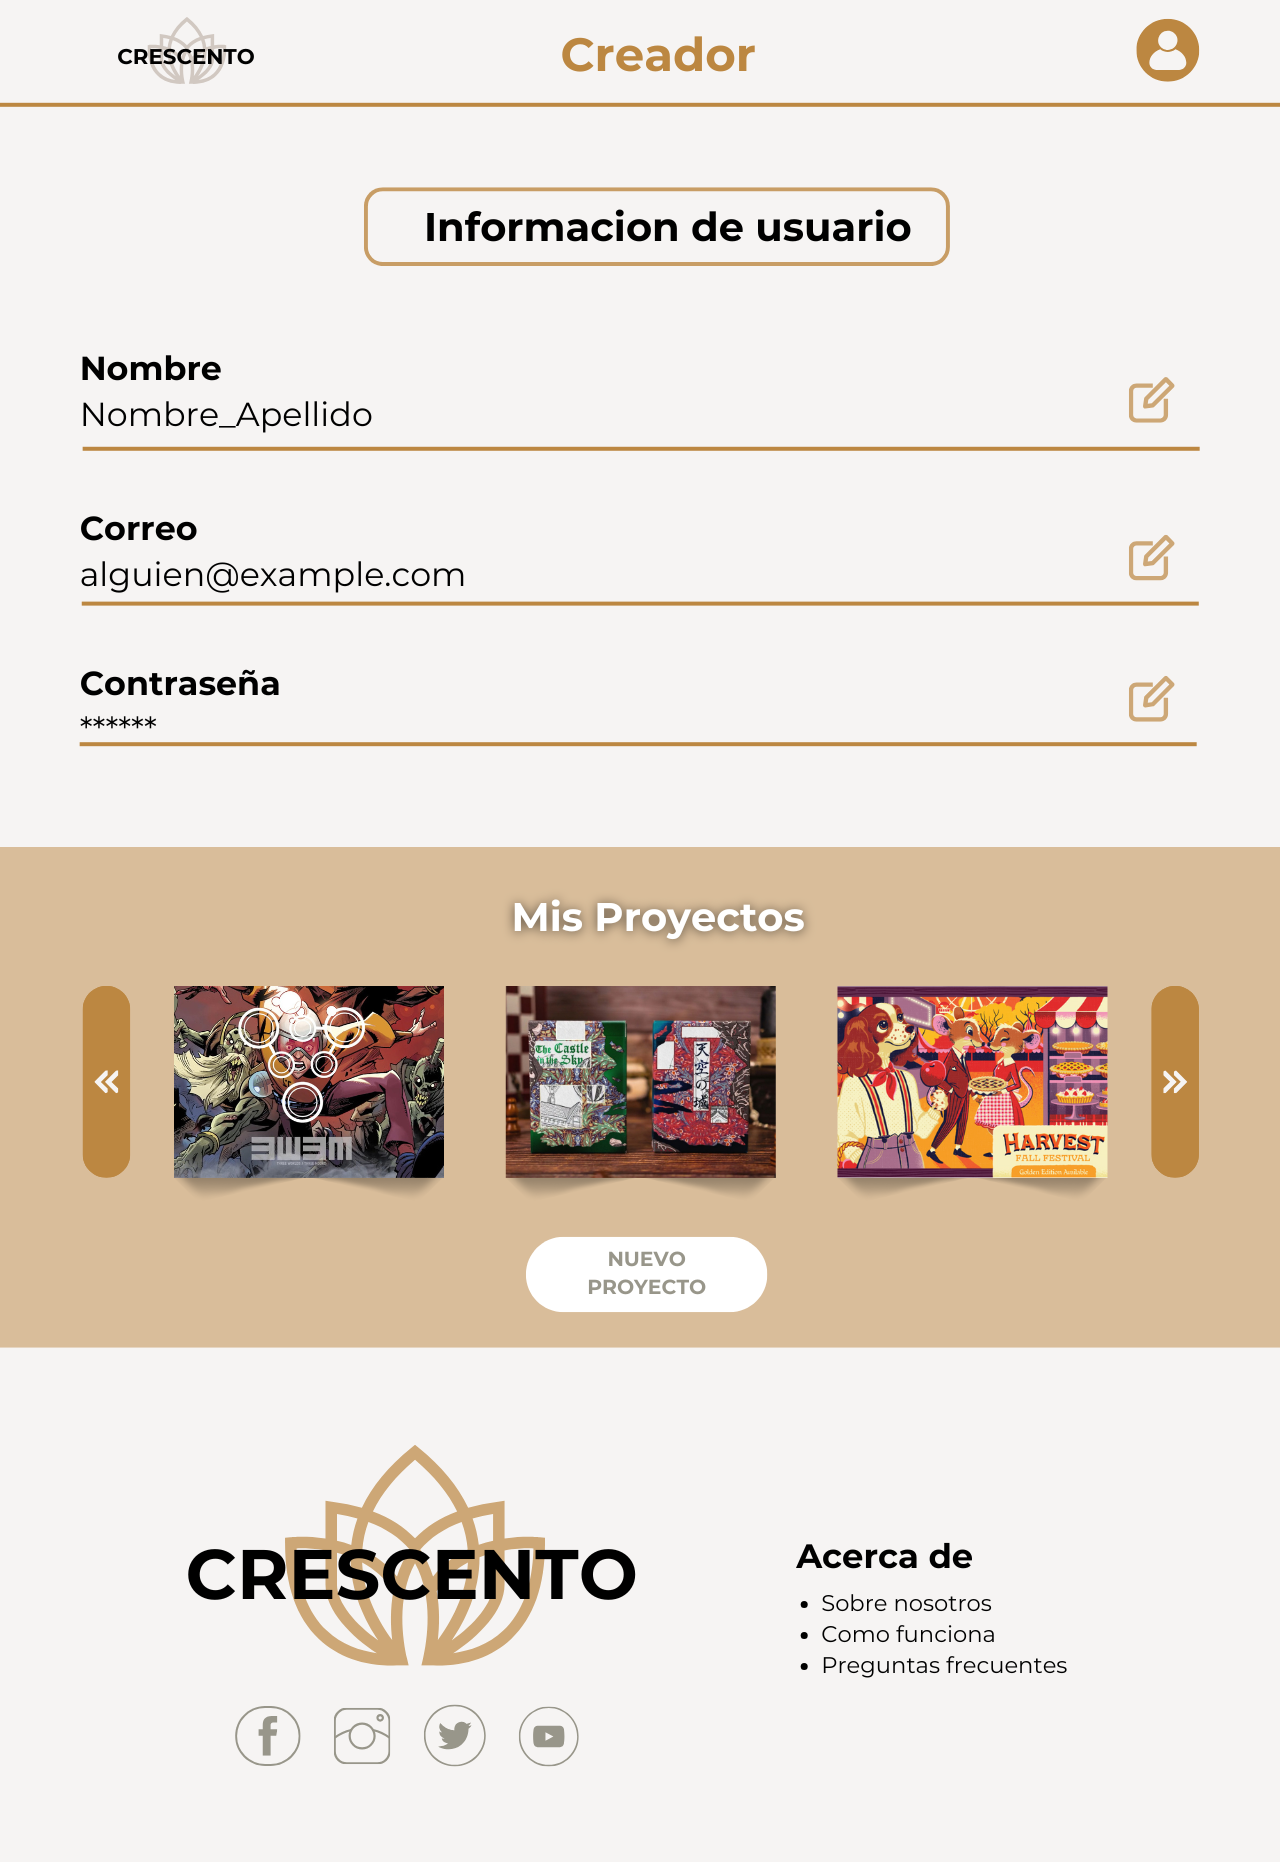 CRESCENTO
Creador
Informacion de usuario
Nombre
Nombre_Apellido
Correo
alguien@example.com
Contraseña
******
Mis Proyectos
«
The Castle
in the Sky
天空の城
HARVEST
FALL FESTIVAL
Golden Edition Available
»
NUEVO
PROYECTO
CRESCENTO
Acerca de
• Sobre nosotros
• Como funciona
• Preguntas frecuentes